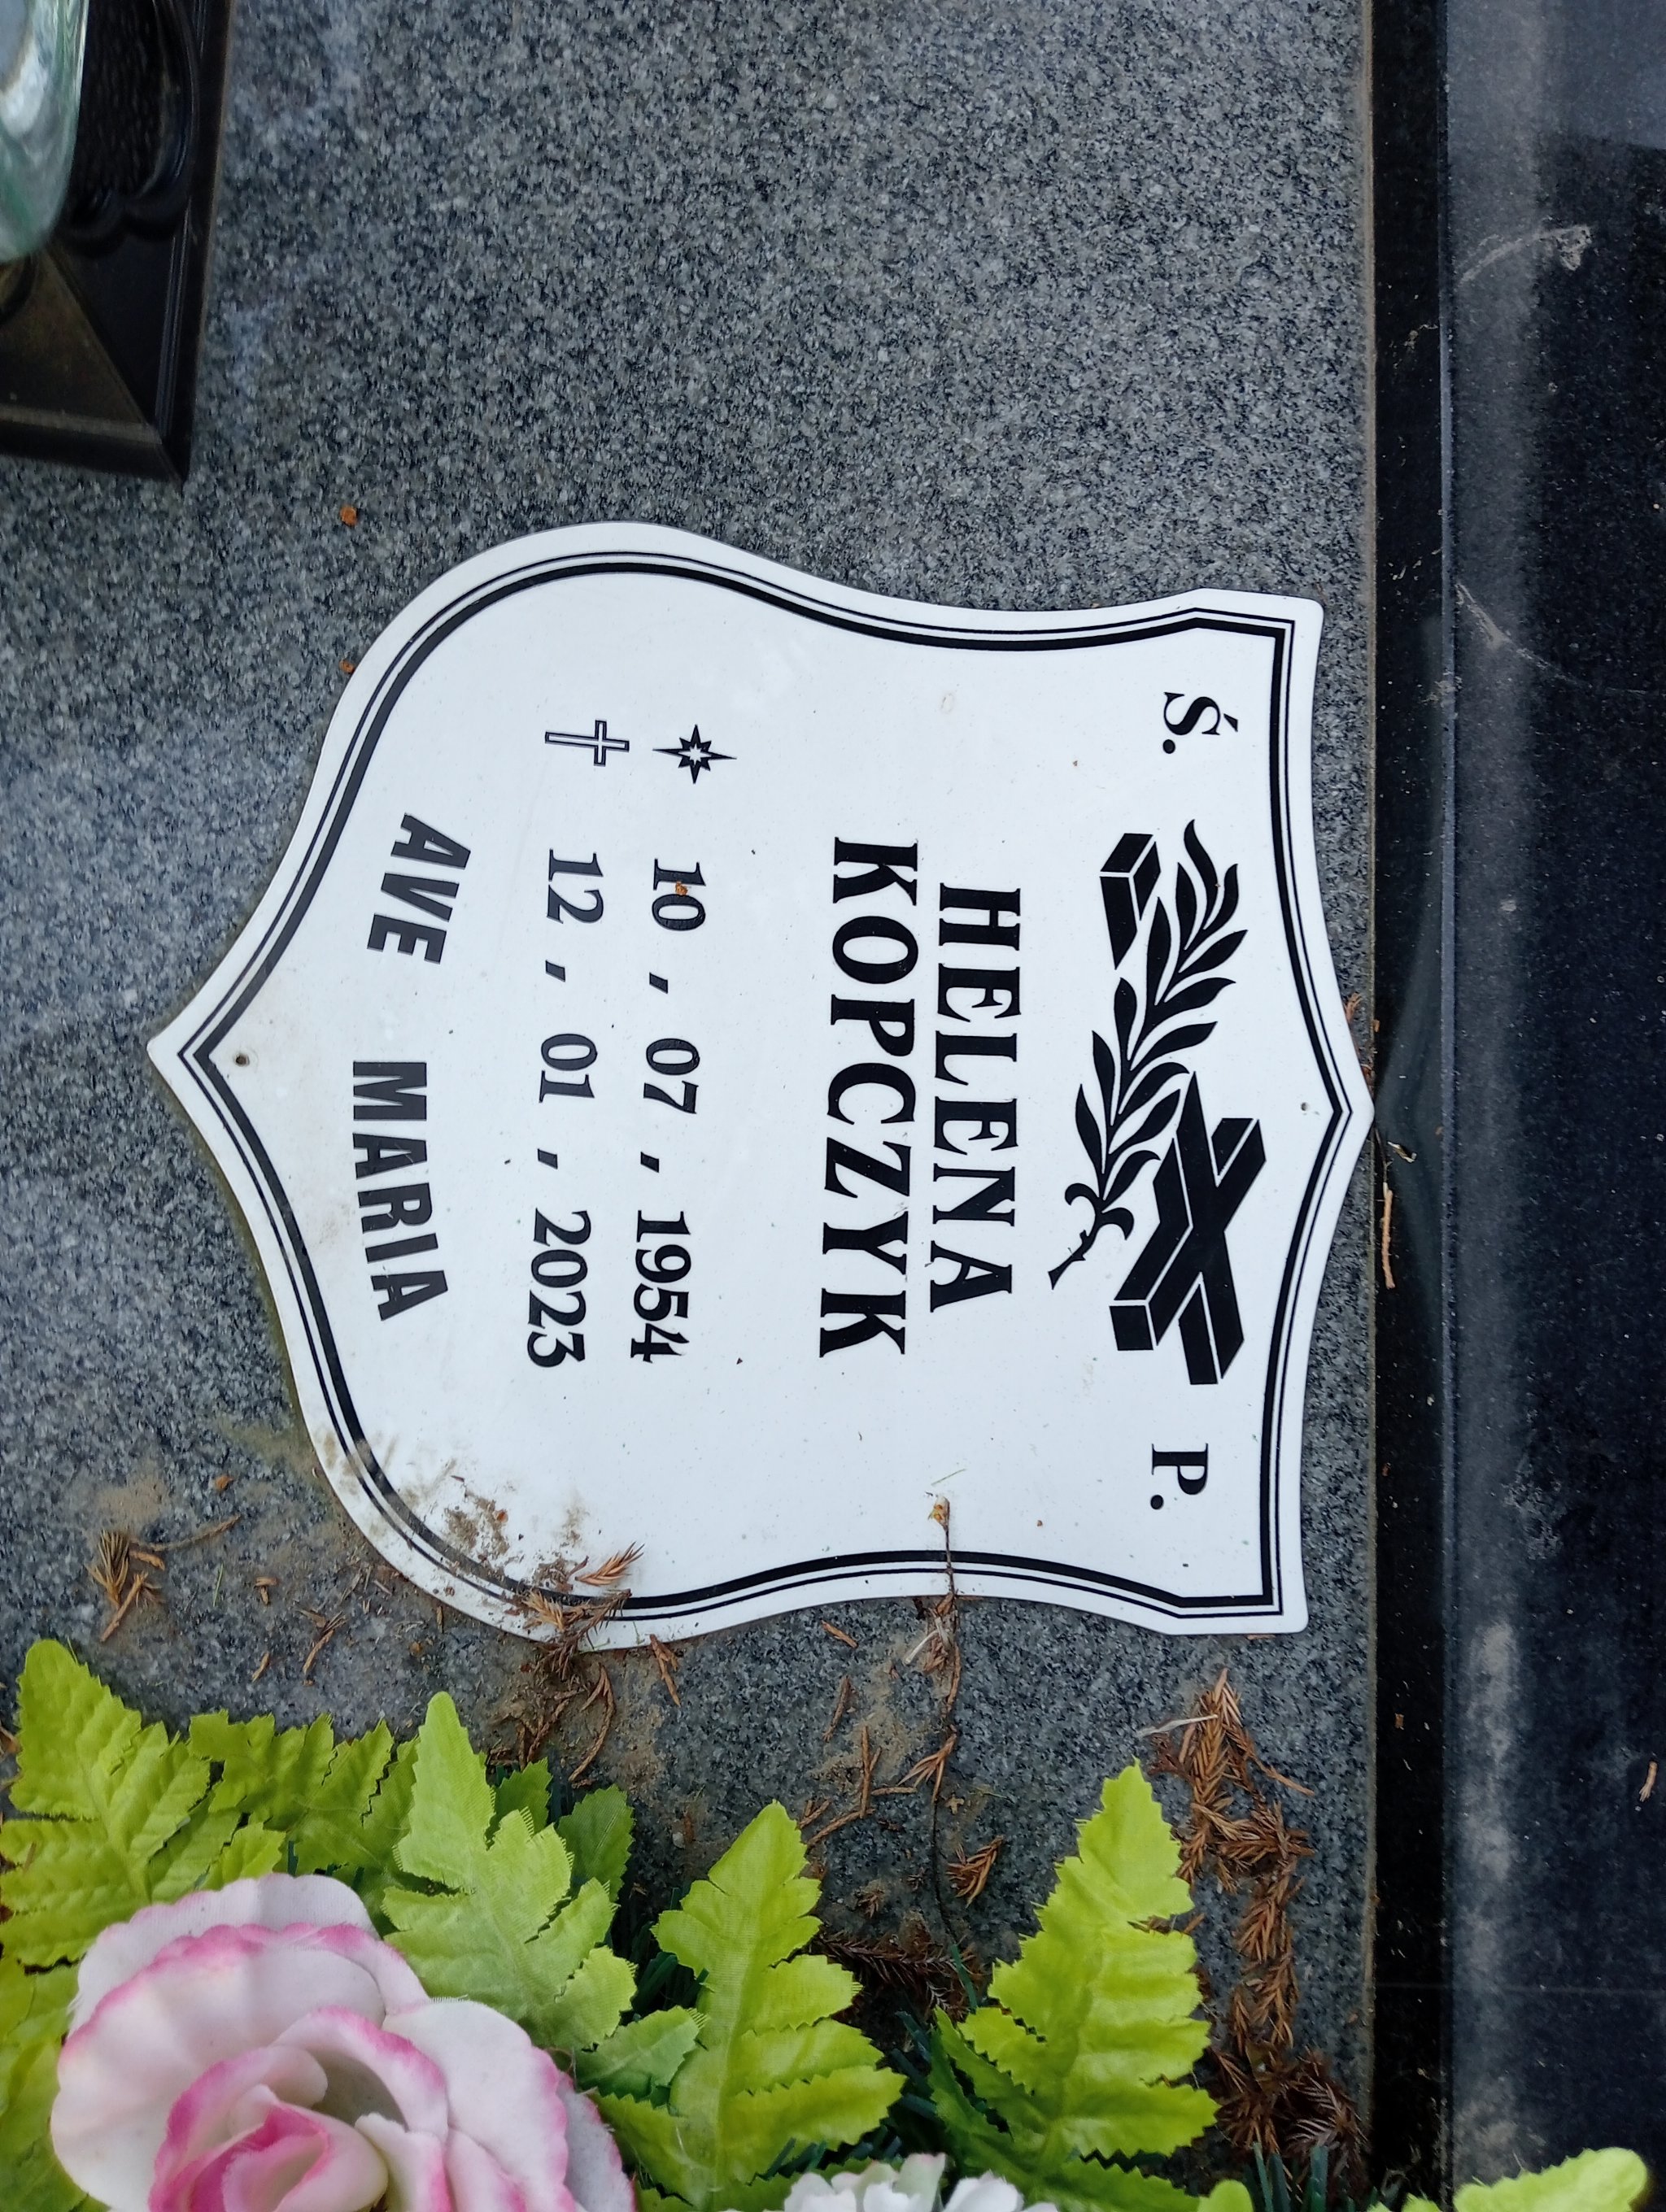 Ś. P.
HELENA
KOPCZYK
10 . 07 . 1954
12 . 01 . 2023
AVE MARIA